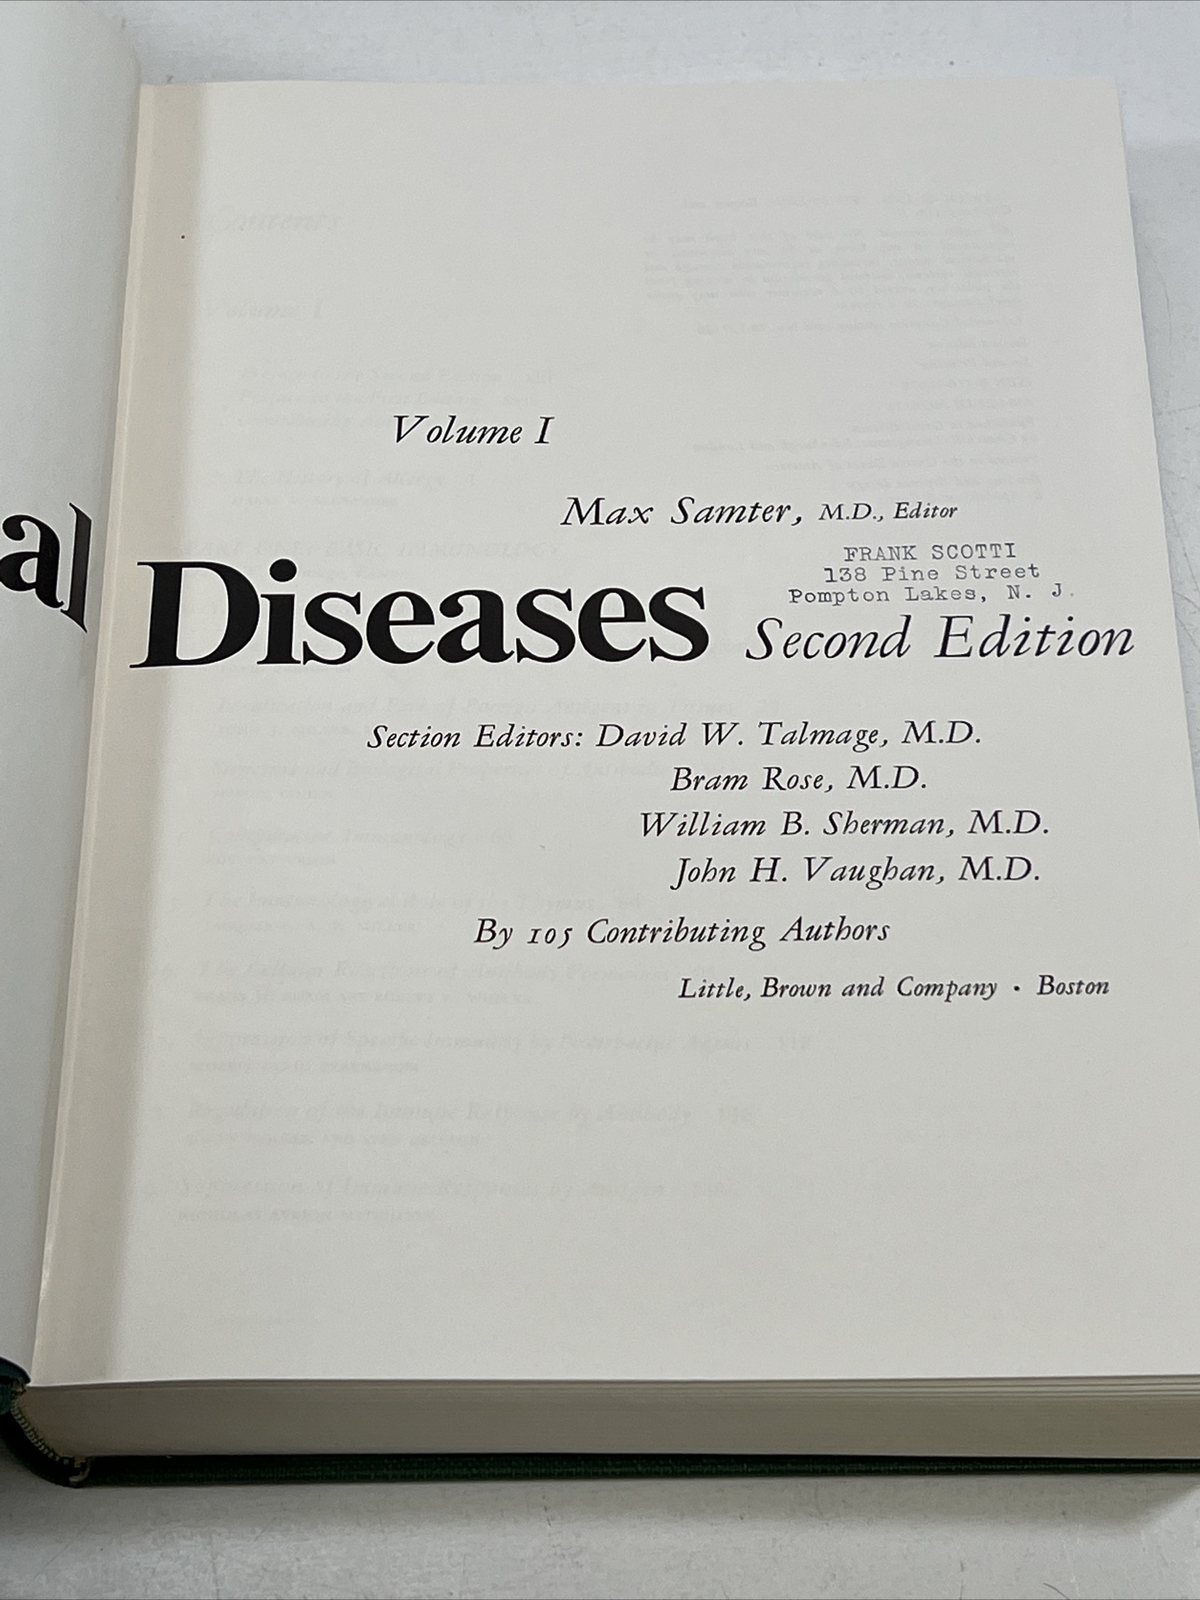 Volume I
Max Samter, M.D., Editor
FRANK SCOTTI
138 Pine Street
Pompton Lakes, N. J.
al Diseases Second Edition
Section Editors: David W. Talmage, M.D.
Bram Rose, M.D.
William B. Sherman, M.D.
John H. Vaughan, M.D.
By 105 Contributing Authors
Little, Brown and Company · Boston